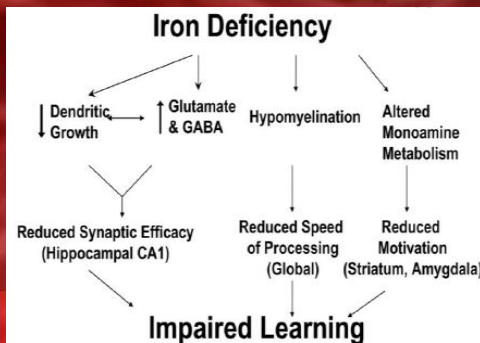 Iron Deficiency
Dendritic
Growth
Glutamate
& GABA
Hypomyelination
Altered
Monoamine
Metabolism
Reduced Synaptic Efficacy
(Hippocampal CA1)
Reduced Speed
of Processing
(Global)
Reduced
Motivation
(Striatum, Amygdala)
Impaired Learning